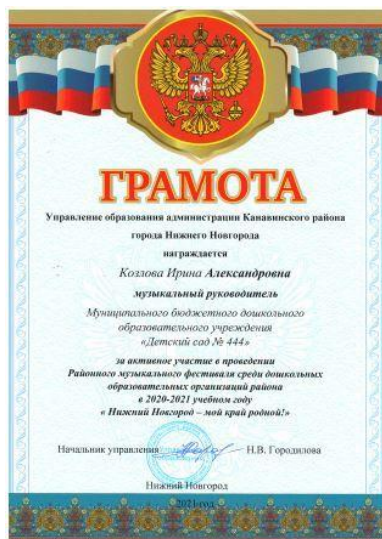 ГРАМОТА
Управление образования администрации Канавинского района
города Нижнего Новгорода
награждается
Козлова Ирина Александровна
музыкальный руководитель
Муниципального бюджетного дошкольного
образовательного учреждения
«Детский сад № 444»
за активное участие в проведении
Районного музыкального фестиваля среди дошкольных
образовательных организаций района
в 2020-2021 учебном году
« Нижний Новгород – мой край родной!»
Начальник управления Н.В. Городилова
Нижний Новгород
2021 год